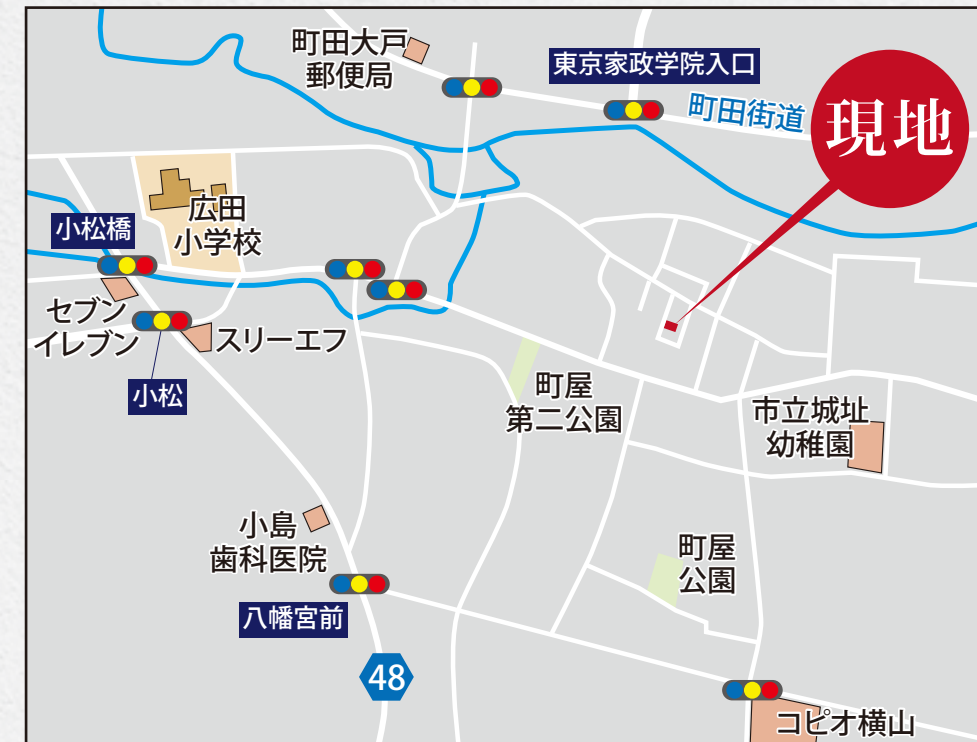 町田大戸
郵便局
東京家政学院入口
町田街道
現地
広田
小学校
小松橋
セブン
イレブン
スリーエフ
小松
町屋
第二公園
市立城址
幼稚園
小島
歯科医院
町屋
公園
八幡宮前
48
コピオ横山